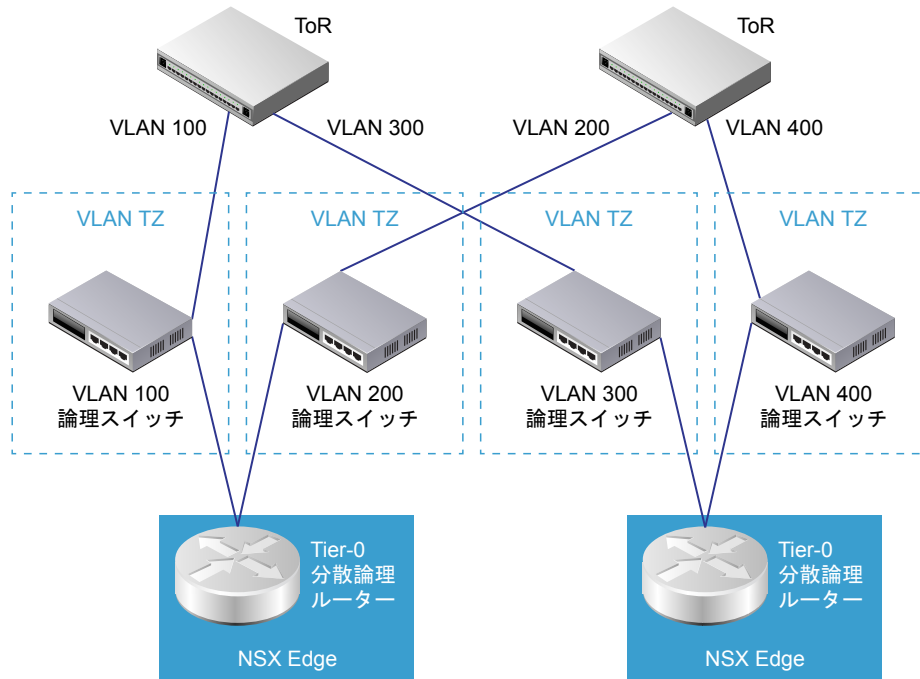 ToR
ToR
VLAN 100
VLAN 300
VLAN 200
VLAN 400
VLAN TZ
VLAN TZ
VLAN TZ
VLAN TZ
VLAN 100
論理スイッチ
VLAN 200
論理スイッチ
VLAN 300
論理スイッチ
VLAN 400
論理スイッチ
Tier-0
分散論理
ルーター
NSX Edge
Tier-0
分散論理
ルーター
NSX Edge